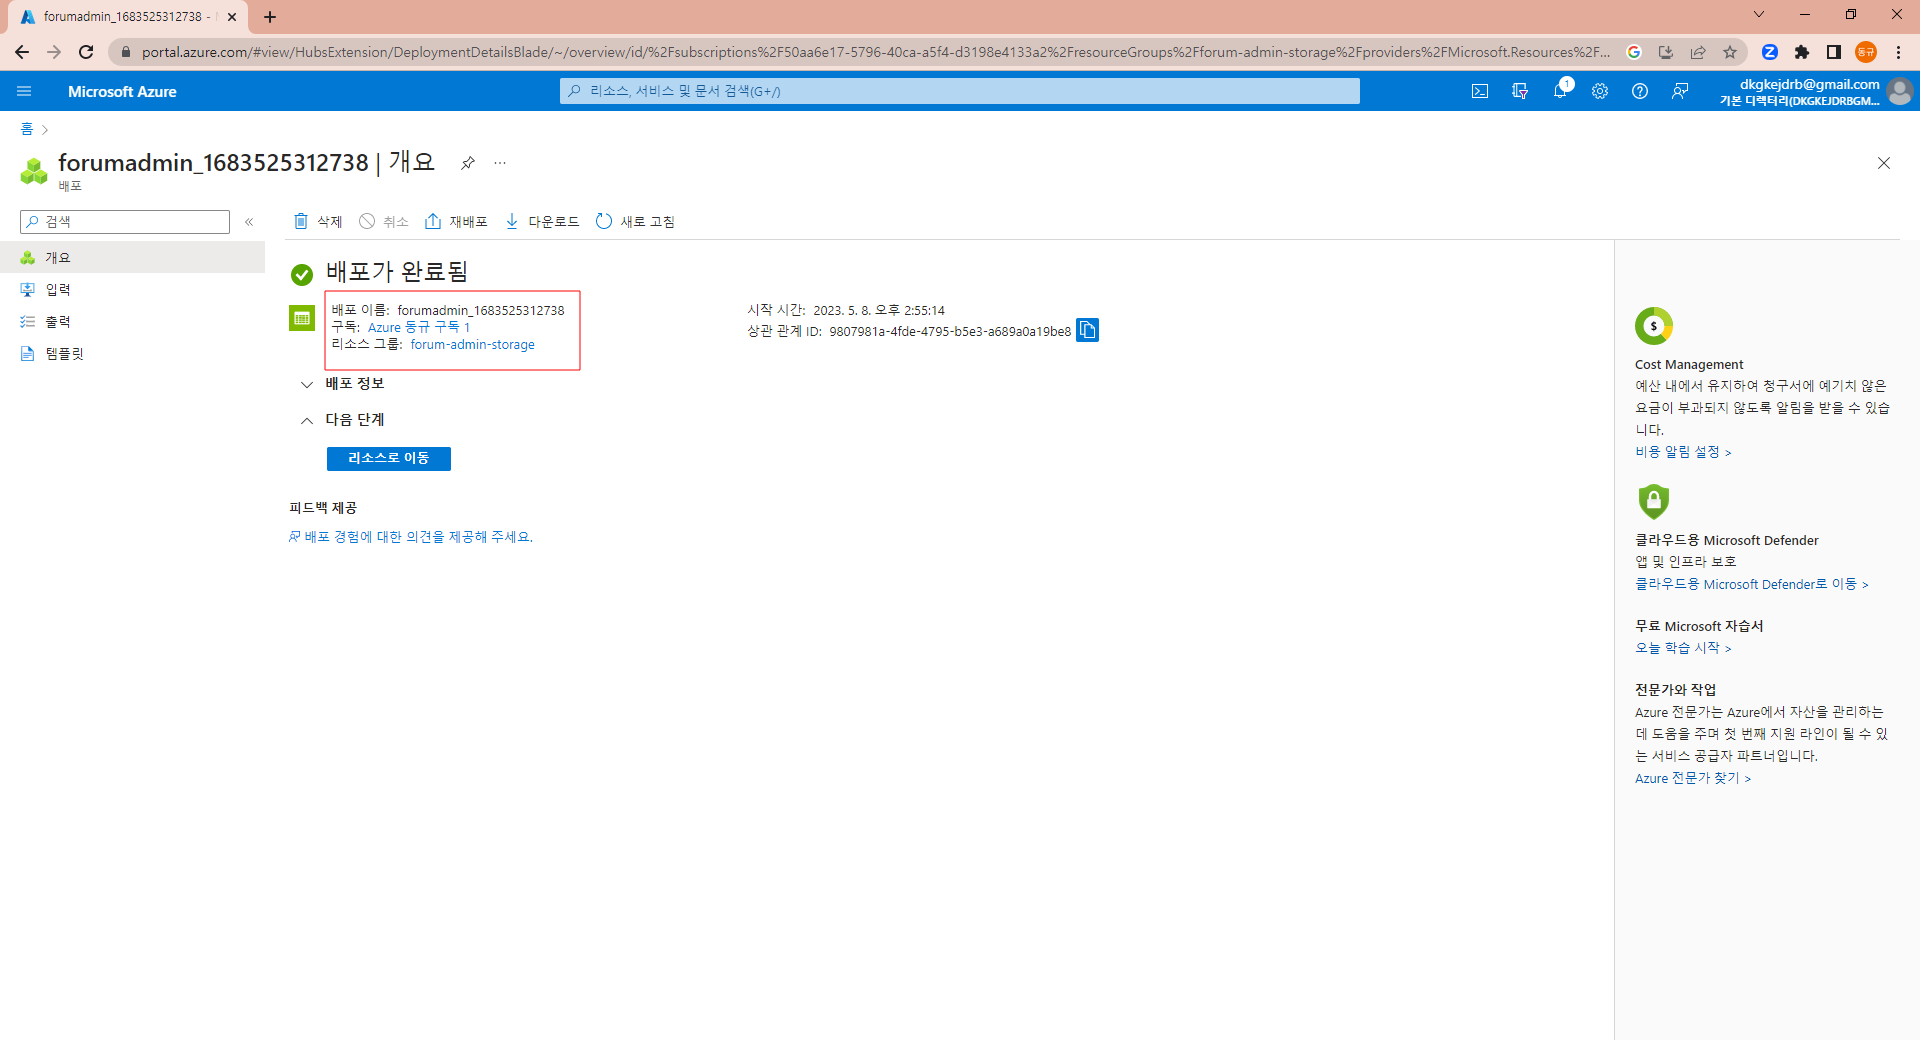 forumadmin_1683525312738 -
portal.azure.com/#view/HubsExtension/DeploymentDetailsBlade/~/overview/id/%2Fsubscriptions%2F50aa6e17-5796-40ca-a5f4-d3198e4133a2%2FresourceGroups%2Fforum-admin-storage%2Fproviders%2FMicrosoft.Resources%2F...
동규
Microsoft Azure
리소스, 서비스 및 문서 검색(G+/)
1
dkgkejdrb@gmail.com
기본 디렉터리(DKGKEJDRBGM...
홈
forumadmin_1683525312738 | 개요
배포
검색
삭제
취소
재배포
다운로드
새로 고침
개요
입력
출력
템플릿
배포가 완료됨
배포 이름: forumadmin_1683525312738
구독: Azure 동규 구독 1
리소스 그룹: forum-admin-storage
시작 시간: 2023. 5. 8. 오후 2:55:14
상관 관계 ID: 9807981a-4fde-4795-b5e3-a689a0a19be8
배포 정보
다음 단계
리소스로 이동
피드백 제공
배포 경험에 대한 의견을 제공해 주세요.
Cost Management
예산 내에서 유지하여 청구서에 예기치 않은
요금이 부과되지 않도록 알림을 받을 수 있습
니다.
비용 알림 설정 >
클라우드용 Microsoft Defender
앱 및 인프라 보호
클라우드용 Microsoft Defender로 이동 >
무료 Microsoft 자습서
오늘 학습 시작 >
전문가와 작업
Azure 전문가는 Azure에서 자산을 관리하는
데 도움을 주며 첫 번째 지원 라인이 될 수 있
는 서비스 공급자 파트너입니다.
Azure 전문가 찾기 >